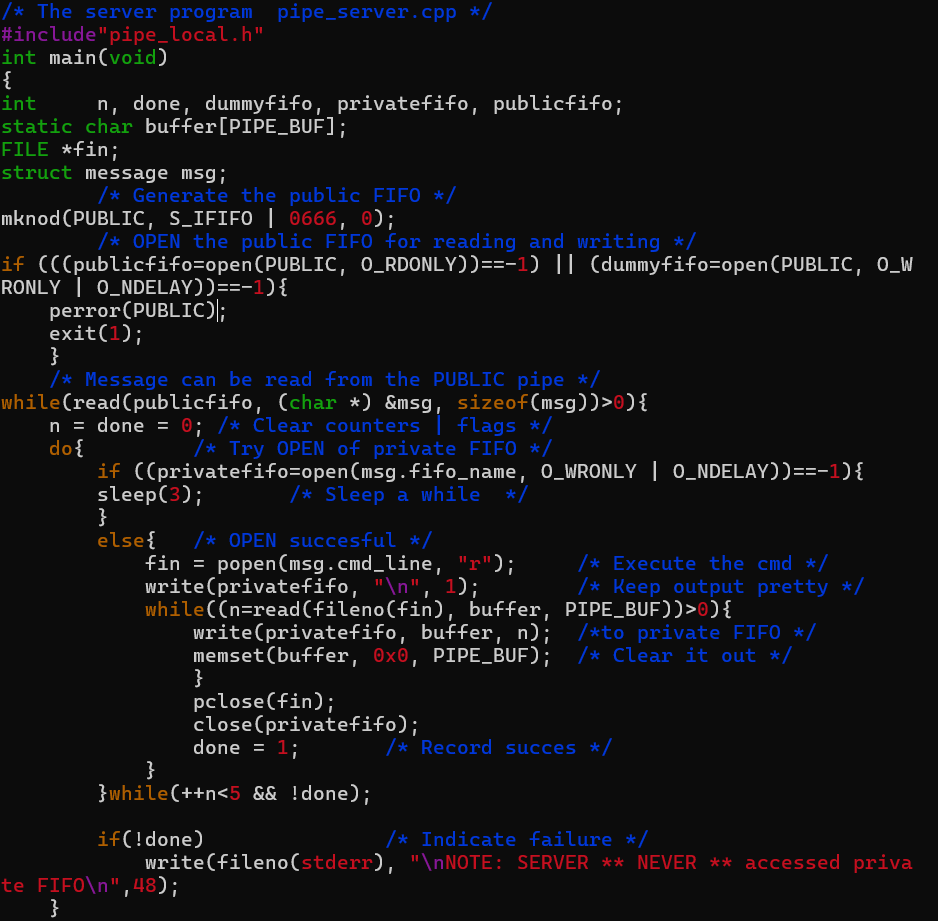 /* The server program  pipe_server.cpp */
#include"pipe_local.h"
int main(void)
{
int     n, done, dummyfifo, privatefifo, publicfifo;
static char buffer[PIPE_BUF];
FILE *fin;
struct message msg;
        /* Generate the public FIFO */
mknod(PUBLIC, S_IFIFO | 0666, 0);
        /* OPEN the public FIFO for reading and writing */
if (((publicfifo=open(PUBLIC, O_RDONLY))==-1) || (dummyfifo=open(PUBLIC, O_W
RONLY | O_NDELAY))==-1){
    perror(PUBLIC);
    exit(1);
    }
    /* Message can be read from the PUBLIC pipe */
while(read(publicfifo, (char *) &msg, sizeof(msg))>0){
    n = done = 0; /* Clear counters | flags */
    do{         /* Try OPEN of private FIFO */
        if ((privatefifo=open(msg.fifo_name, O_WRONLY | O_NDELAY))==-1){
        sleep(3);       /* Sleep a while  */
        }
        else{   /* OPEN succesful */
            fin = popen(msg.cmd_line, "r");     /* Execute the cmd */
            write(privatefifo, "\n", 1);        /* Keep output pretty */
            while((n=read(fileno(fin), buffer, PIPE_BUF))>0){
                write(privatefifo, buffer, n);  /*to private FIFO */
                memset(buffer, 0x0, PIPE_BUF);  /* Clear it out */
                }
                pclose(fin);
                close(privatefifo);
                done = 1;       /* Record succes */
            }
        }while(++n<5 && !done);

        if(!done)               /* Indicate failure */
            write(fileno(stderr), "\nNOTE: SERVER ** NEVER ** accessed priva
te FIFO\n",48);
    }